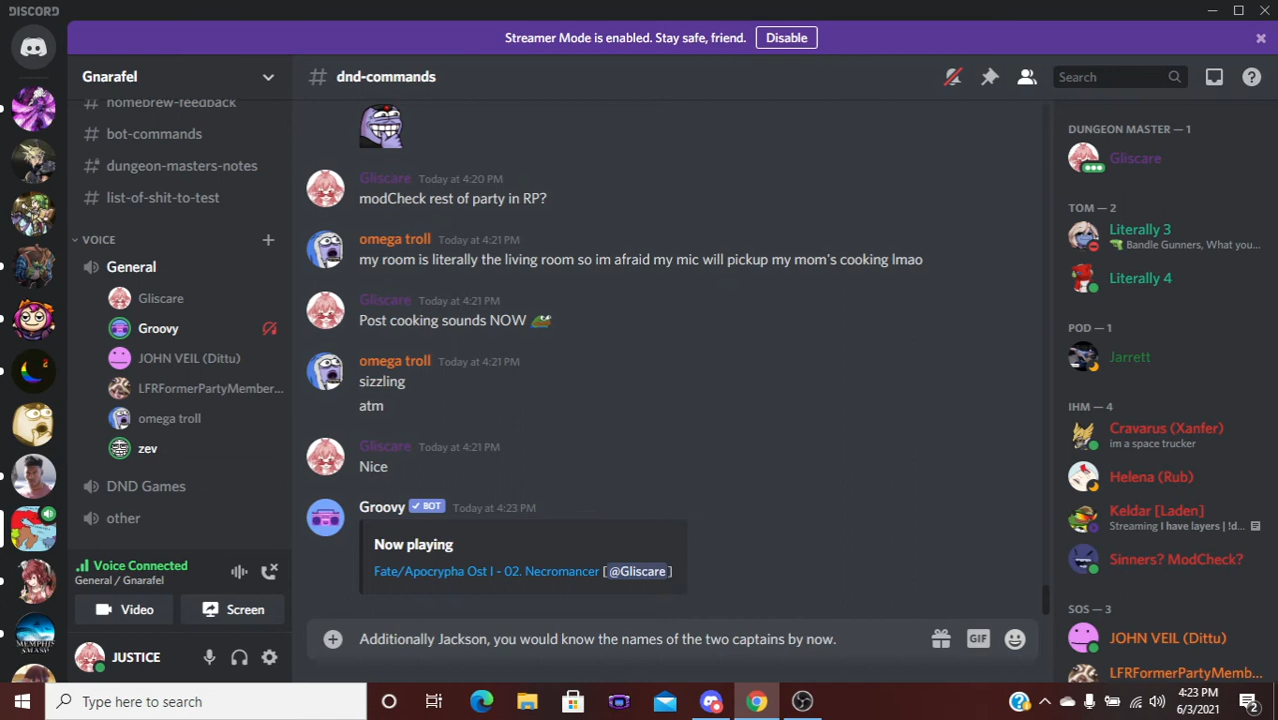 DISCORD
Streamer Mode is enabled. Stay safe, friend. Disable
Gnarafel
homebrew-feedback
bot-commands
dungeon-masters-notes
list-of-shit-to-test
VOICE
General
Gliscare
Groovy
JOHN VEIL (Dittu)
LFRFormerPartyMember...
omega troll
zev
DND Games
other
Voice Connected
General / Gnarafel
Video
Screen
JUSTICE
# dnd-commands
Search
Gliscare Today at 4:20 PM
modCheck rest of party in RP?
omega troll Today at 4:21 PM
my room is literally the living room so im afraid my mic will pickup my mom's cooking lmao
Gliscare Today at 4:21 PM
Post cooking sounds NOW
omega troll Today at 4:21 PM
sizzling
atm
Gliscare Today at 4:21 PM
Nice
Groovy BOT Today at 4:23 PM
Now playing
Fate/Apocrypha Ost I - 02. Necromancer [@Gliscare]
Additionally Jackson, you would know the names of the two captains by now.
GIF
DUNGEON MASTER — 1
Gliscare
TOM — 2
Literally 3
Bandle Gunners, What you...
Literally 4
POD — 1
Jarrett
IHM — 4
Cravarus (Xanfer)
im a space trucker
Helena (Rub)
Keldar [Laden]
Streaming I have layers | !d...
Sinners? ModCheck?
SOS — 3
JOHN VEIL (Dittu)
LFRFormerPartyMemb...
Type here to search
4:23 PM
6/3/2021
2